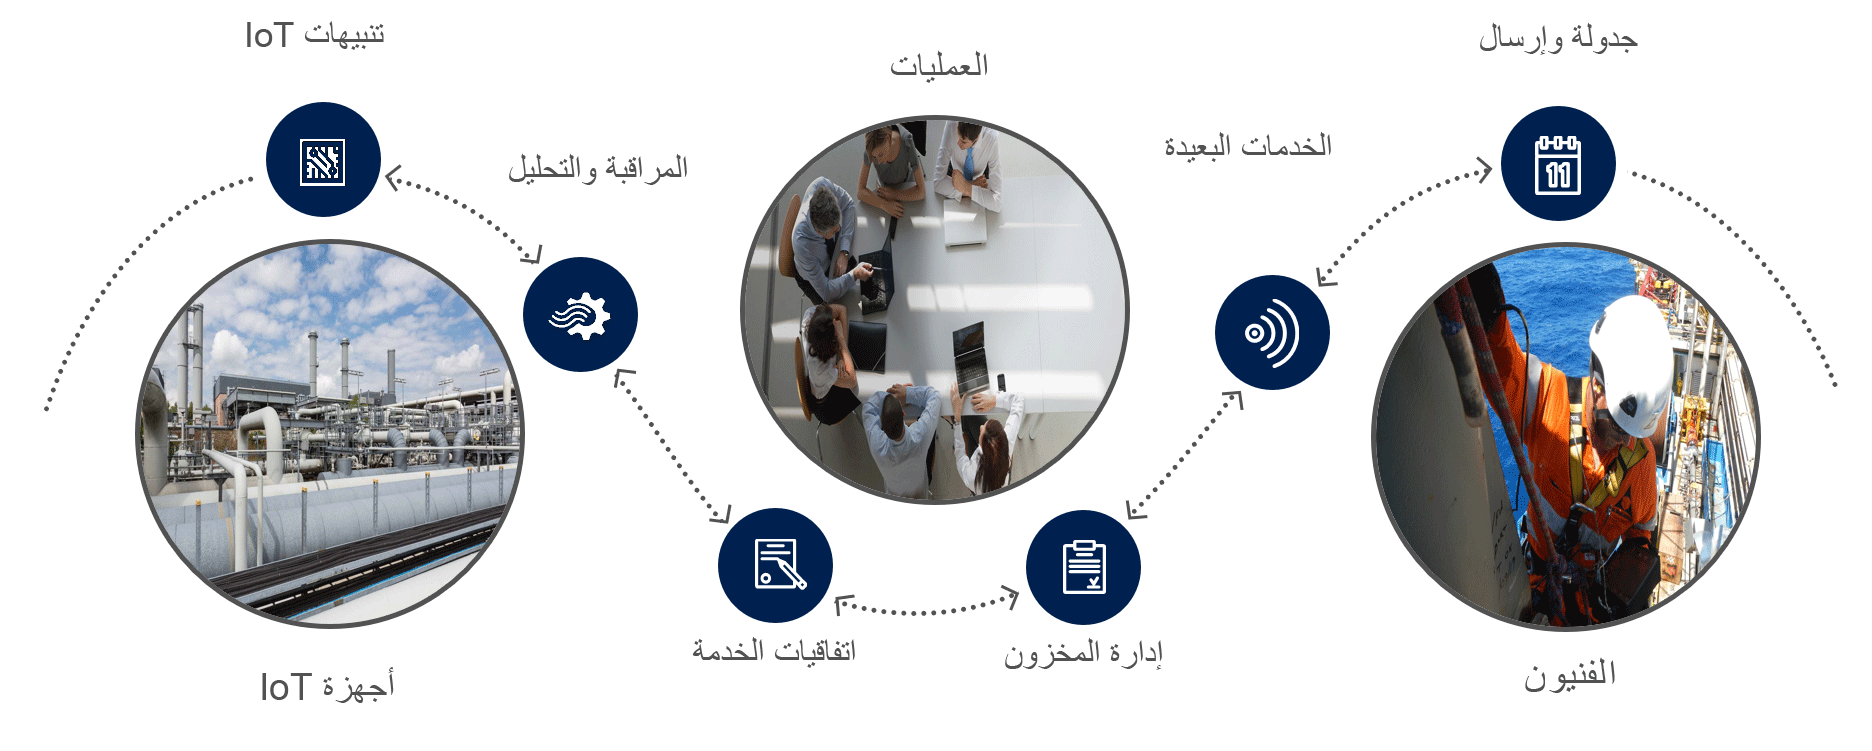 جدولة وإرسال
تنبيهات IoT
العمليات
الخدمات البعيدة
المراقبة والتحليل
11
إدارة المخزون
اتفاقيات الخدمة
الفنيون
أجهزة IoT